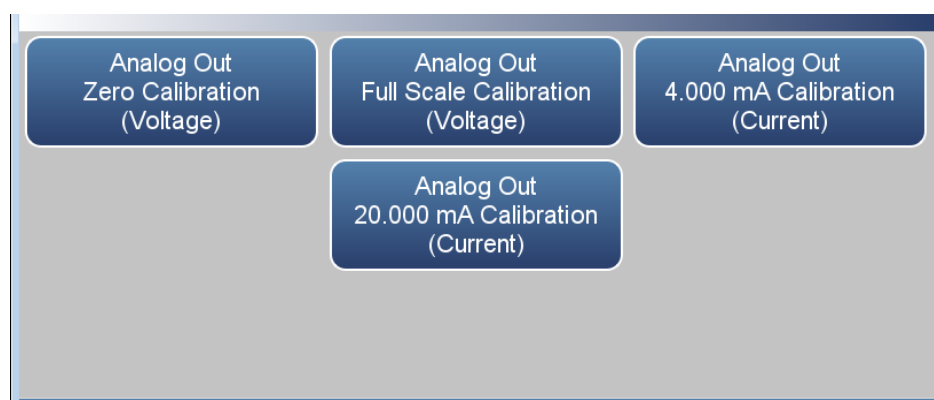 Analog Out
Zero Calibration
(Voltage)
Analog Out
Full Scale Calibration
(Voltage)
Analog Out
4.000 mA Calibration
(Current)
Analog Out
20.000 mA Calibration
(Current)